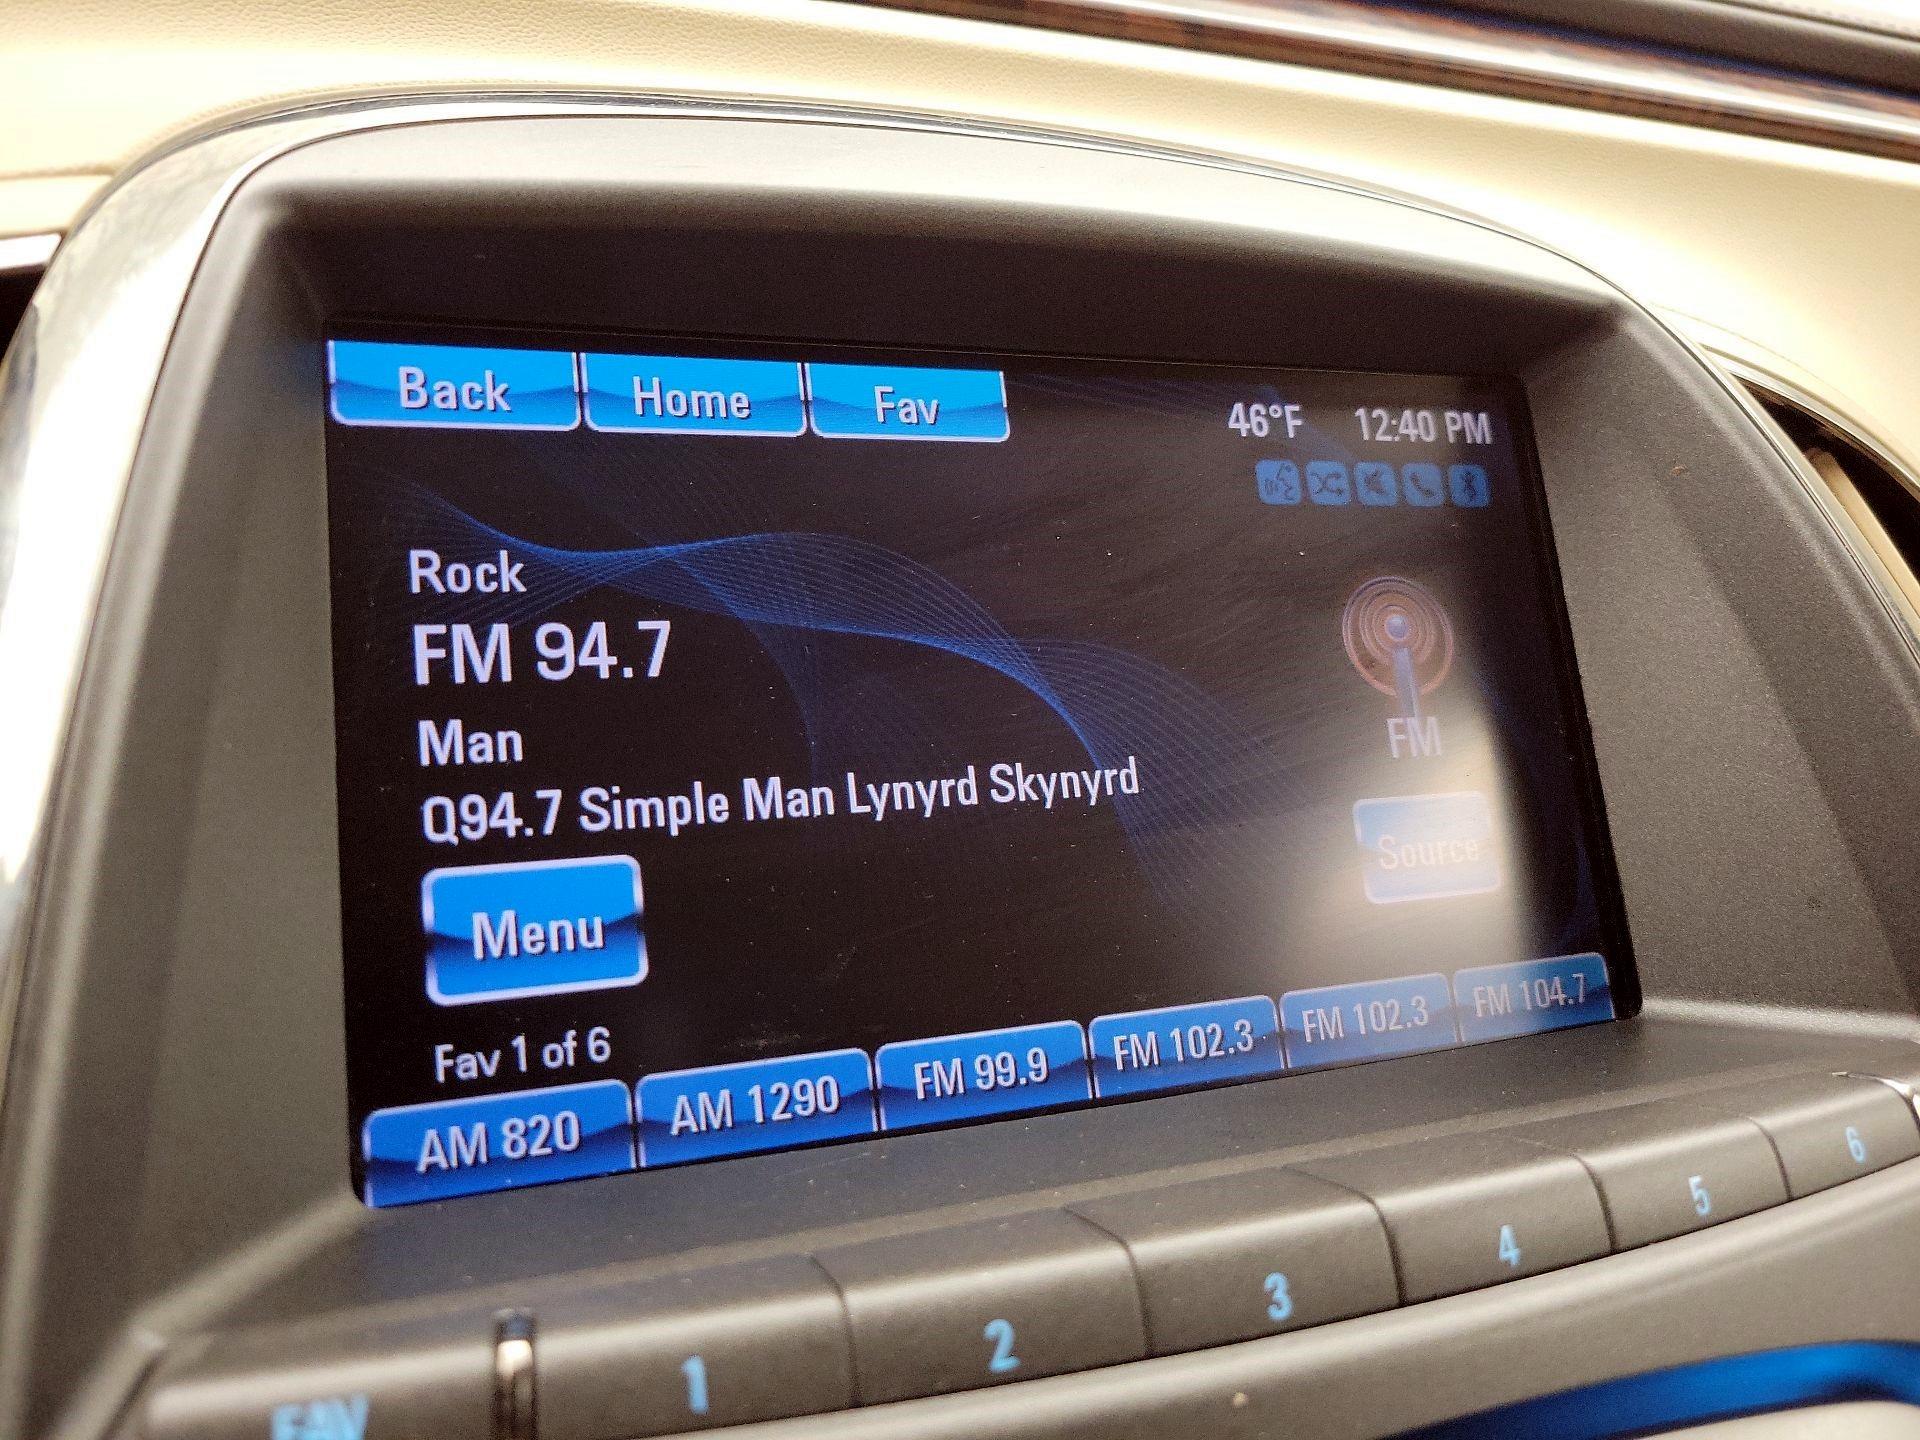 Back Home Fav 46°F 12:40 PM
Rock
FM 94.7
Man
Q94.7 Simple Man Lynyrd Skynyrd
FM
Source
Menu
Fav 1 of 6
AM 820 AM 1290 FM 99.9 FM 102.3 FM 102.3 FM 104.7
FAV 1 2 3 4 5 6